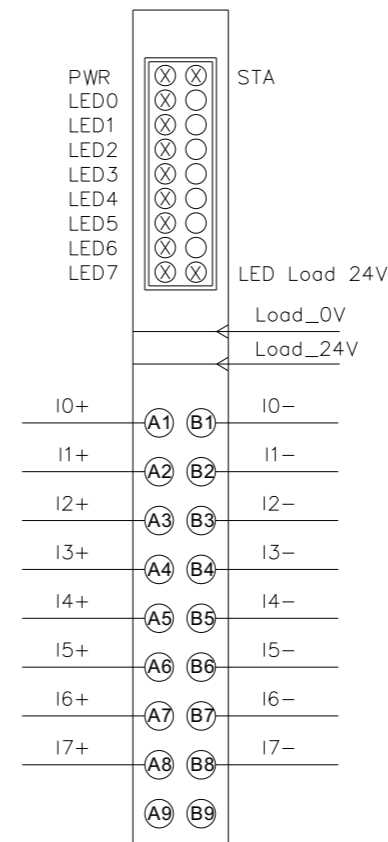 PWR STA
LED0
LED1
LED2
LED3
LED4
LED5
LED6
LED7 LED Load 24V
Load_0V
Load_24V
I0+ A1 B1 I0-
I1+ A2 B2 I1-
I2+ A3 B3 I2-
I3+ A4 B4 I3-
I4+ A5 B5 I4-
I5+ A6 B6 I5-
I6+ A7 B7 I6-
I7+ A8 B8 I7-
A9 B9